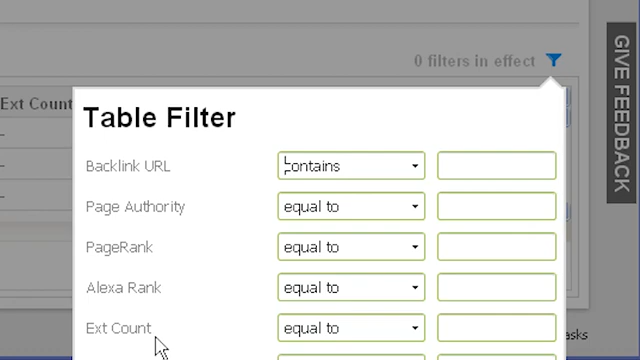 0 filters in effect
GIVE FEEDBACK
Ext Count
Table Filter
Backlink URL contains
Page Authority equal to
PageRank equal to
Alexa Rank equal to
Ext Count equal to